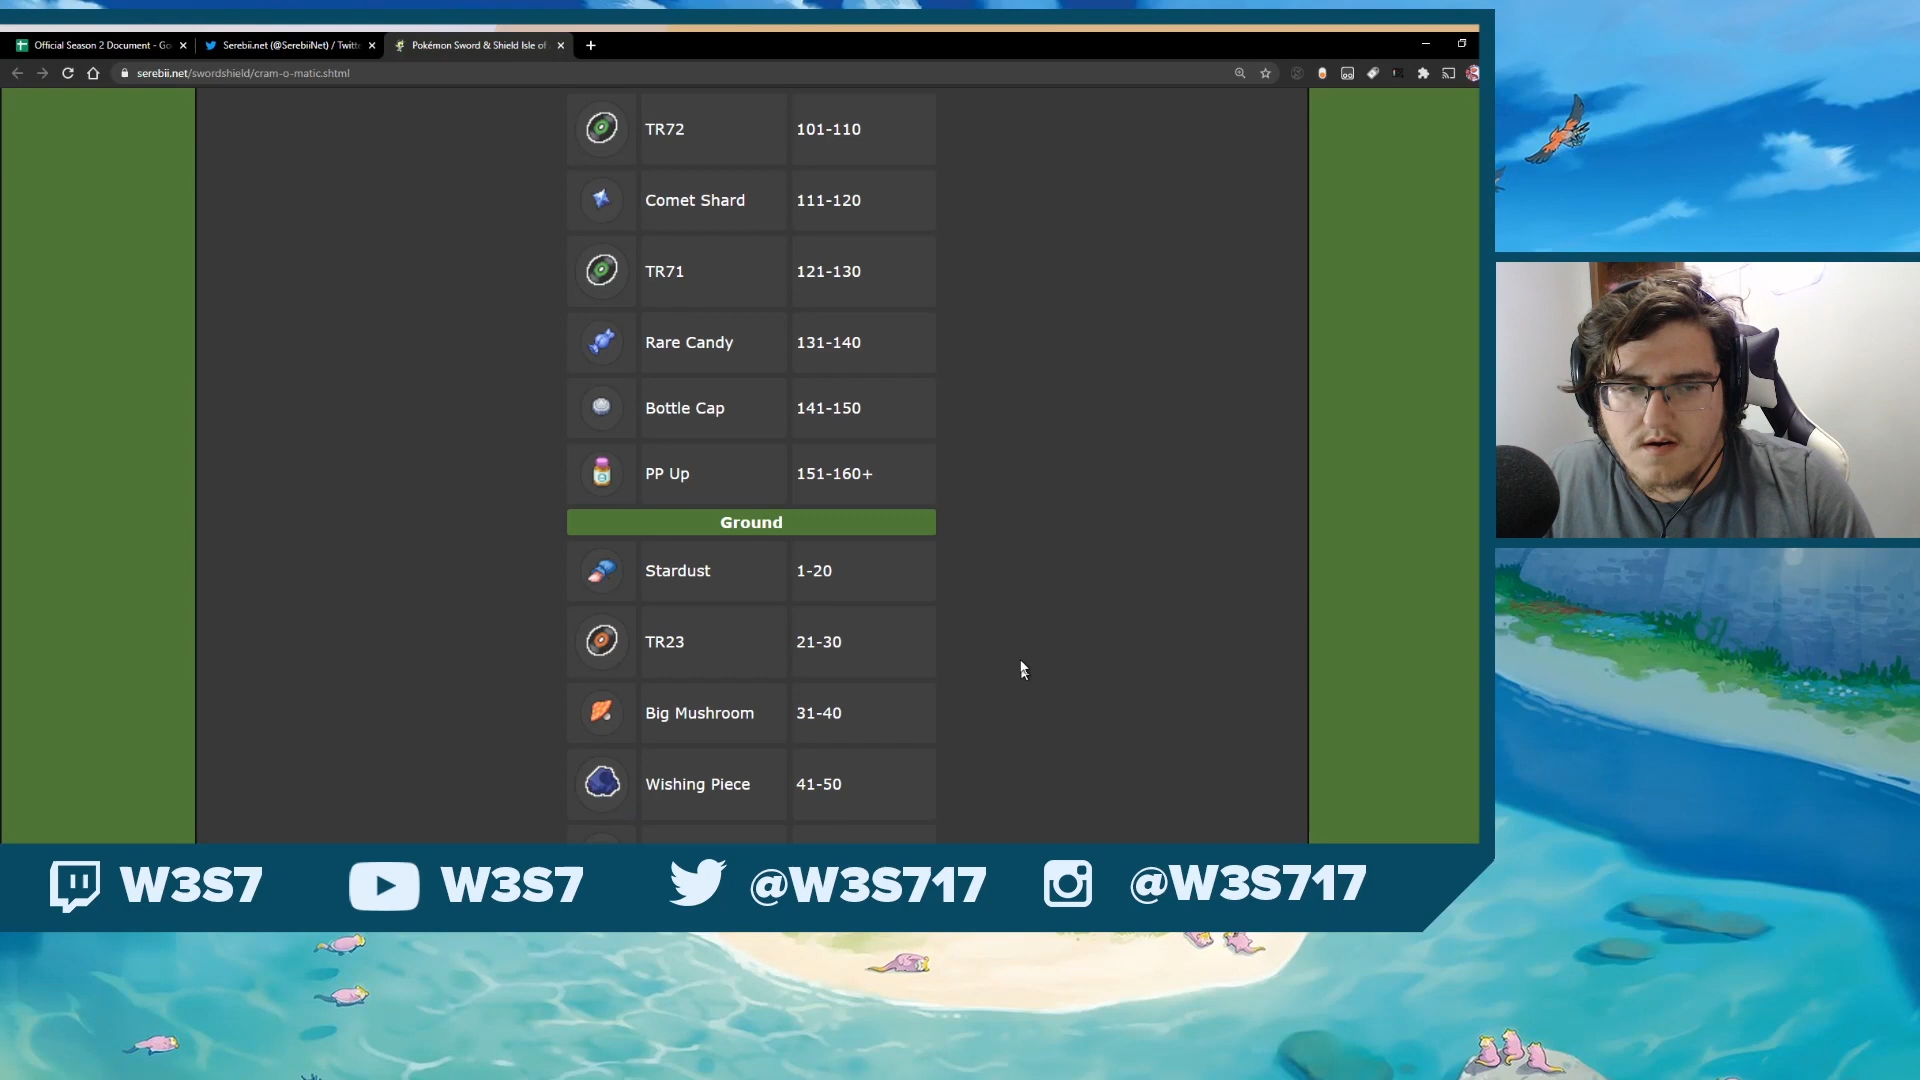 Official Season 2 Document - Go
Serebii.net (@SerebiiNet) / Twitt
Pokémon Sword & Shield Isle of
serebii.net/swordshield/cram-o-matic.shtml
TR72 101-110
Comet Shard 111-120
TR71 121-130
Rare Candy 131-140
Bottle Cap 141-150
PP Up 151-160+
Ground
Stardust 1-20
TR23 21-30
Big Mushroom 31-40
Wishing Piece 41-50
W3S7 W3S7 @W3S717 @W3S717